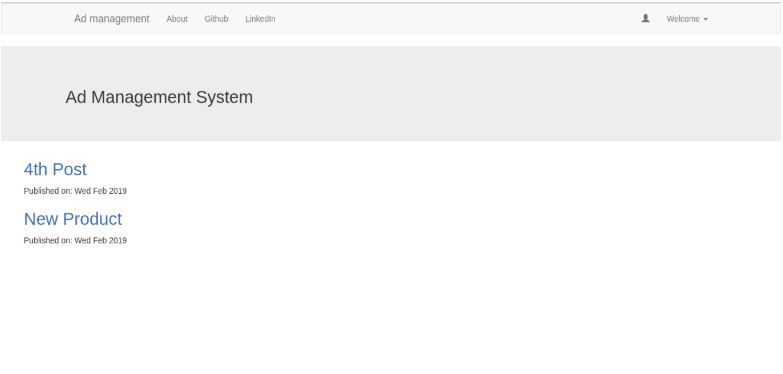 Ad management About Github LinkedIn Welcome
Ad Management System
4th Post
Published on: Wed Feb 2019
New Product
Published on: Wed Feb 2019